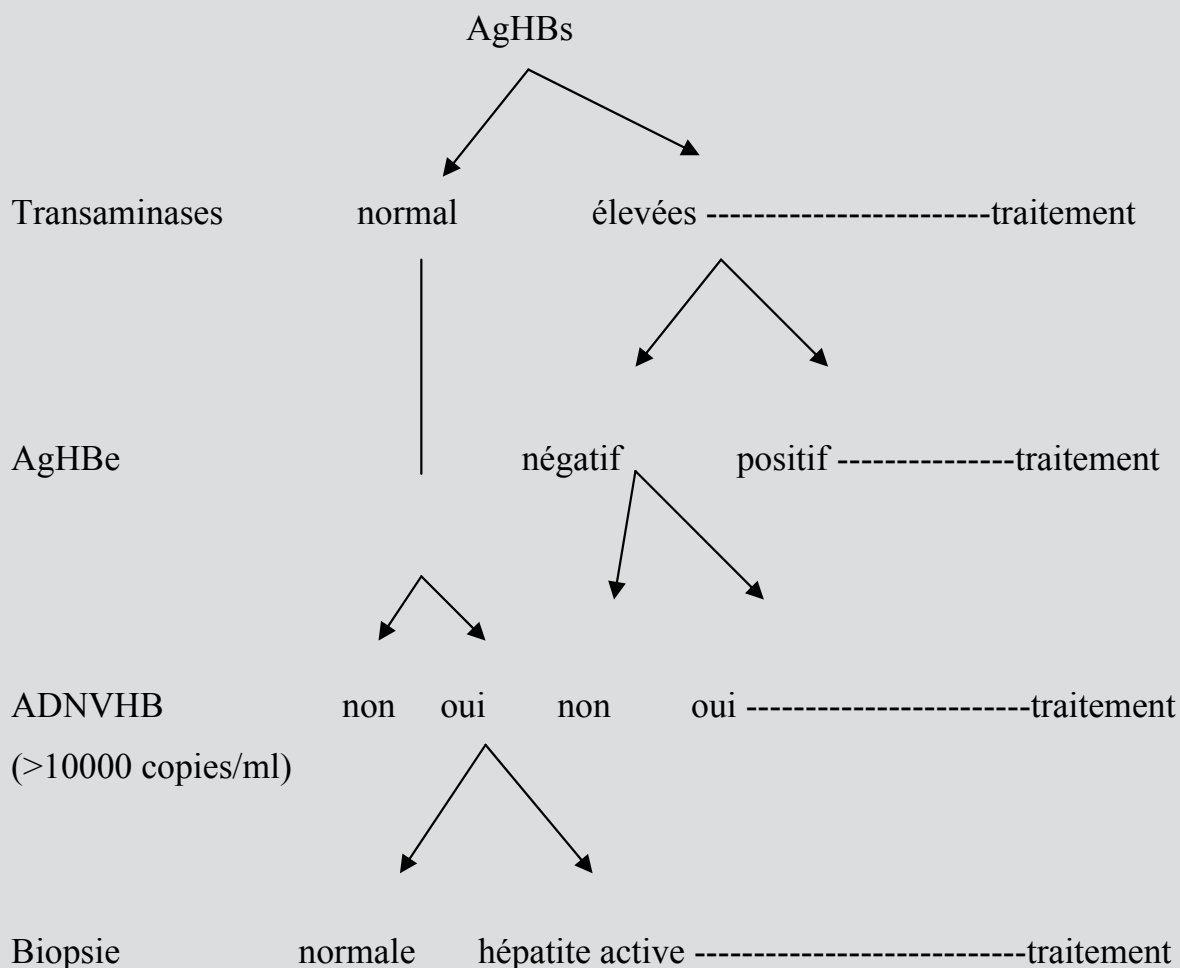 AgHBs
Transaminases normal élevées ------------------------traitement
AgHBe négatif positif ---------------traitement
ADNVHB non oui non oui ------------------------traitement
(>10000 copies/ml)
Biopsie normale hépatite active ----------------------------traitement